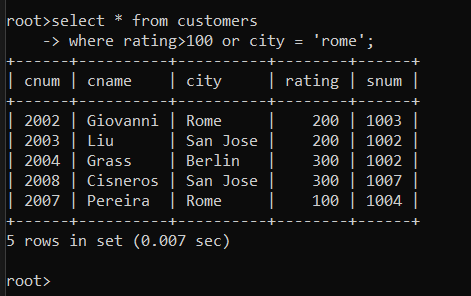 root>select * from customers
    -> where rating>100 or city = 'rome';
+------+----------+----------+--------+------+
| cnum | cname    | city     | rating | snum |
+------+----------+----------+--------+------+
| 2002 | Giovanni | Rome     |    200 | 1003 |
| 2003 | Liu      | San Jose |    200 | 1002 |
| 2004 | Grass    | Berlin   |    300 | 1002 |
| 2008 | Cisneros | San Jose |    300 | 1007 |
| 2007 | Pereira  | Rome     |    100 | 1004 |
+------+----------+----------+--------+------+
5 rows in set (0.007 sec)
root>